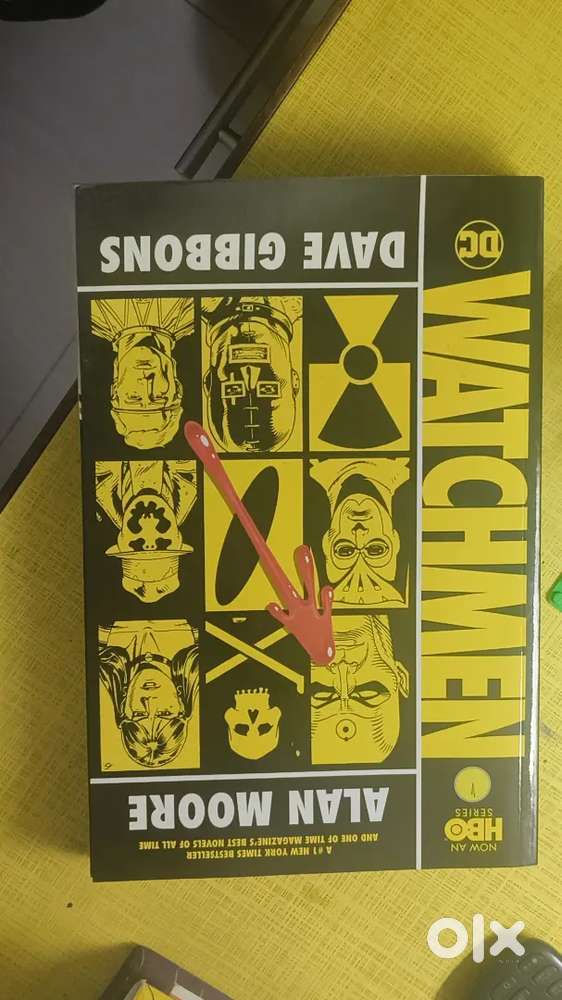 A #1 NEW YORK TIMES BESTSELLER
AND ONE OF TIME MAGAZINE'S BEST NOVELS OF ALL TIME
ALAN MOORE
DAVE GIBBONS
NOW AN
HBO
SERIES
WATCHMEN
DC
olx